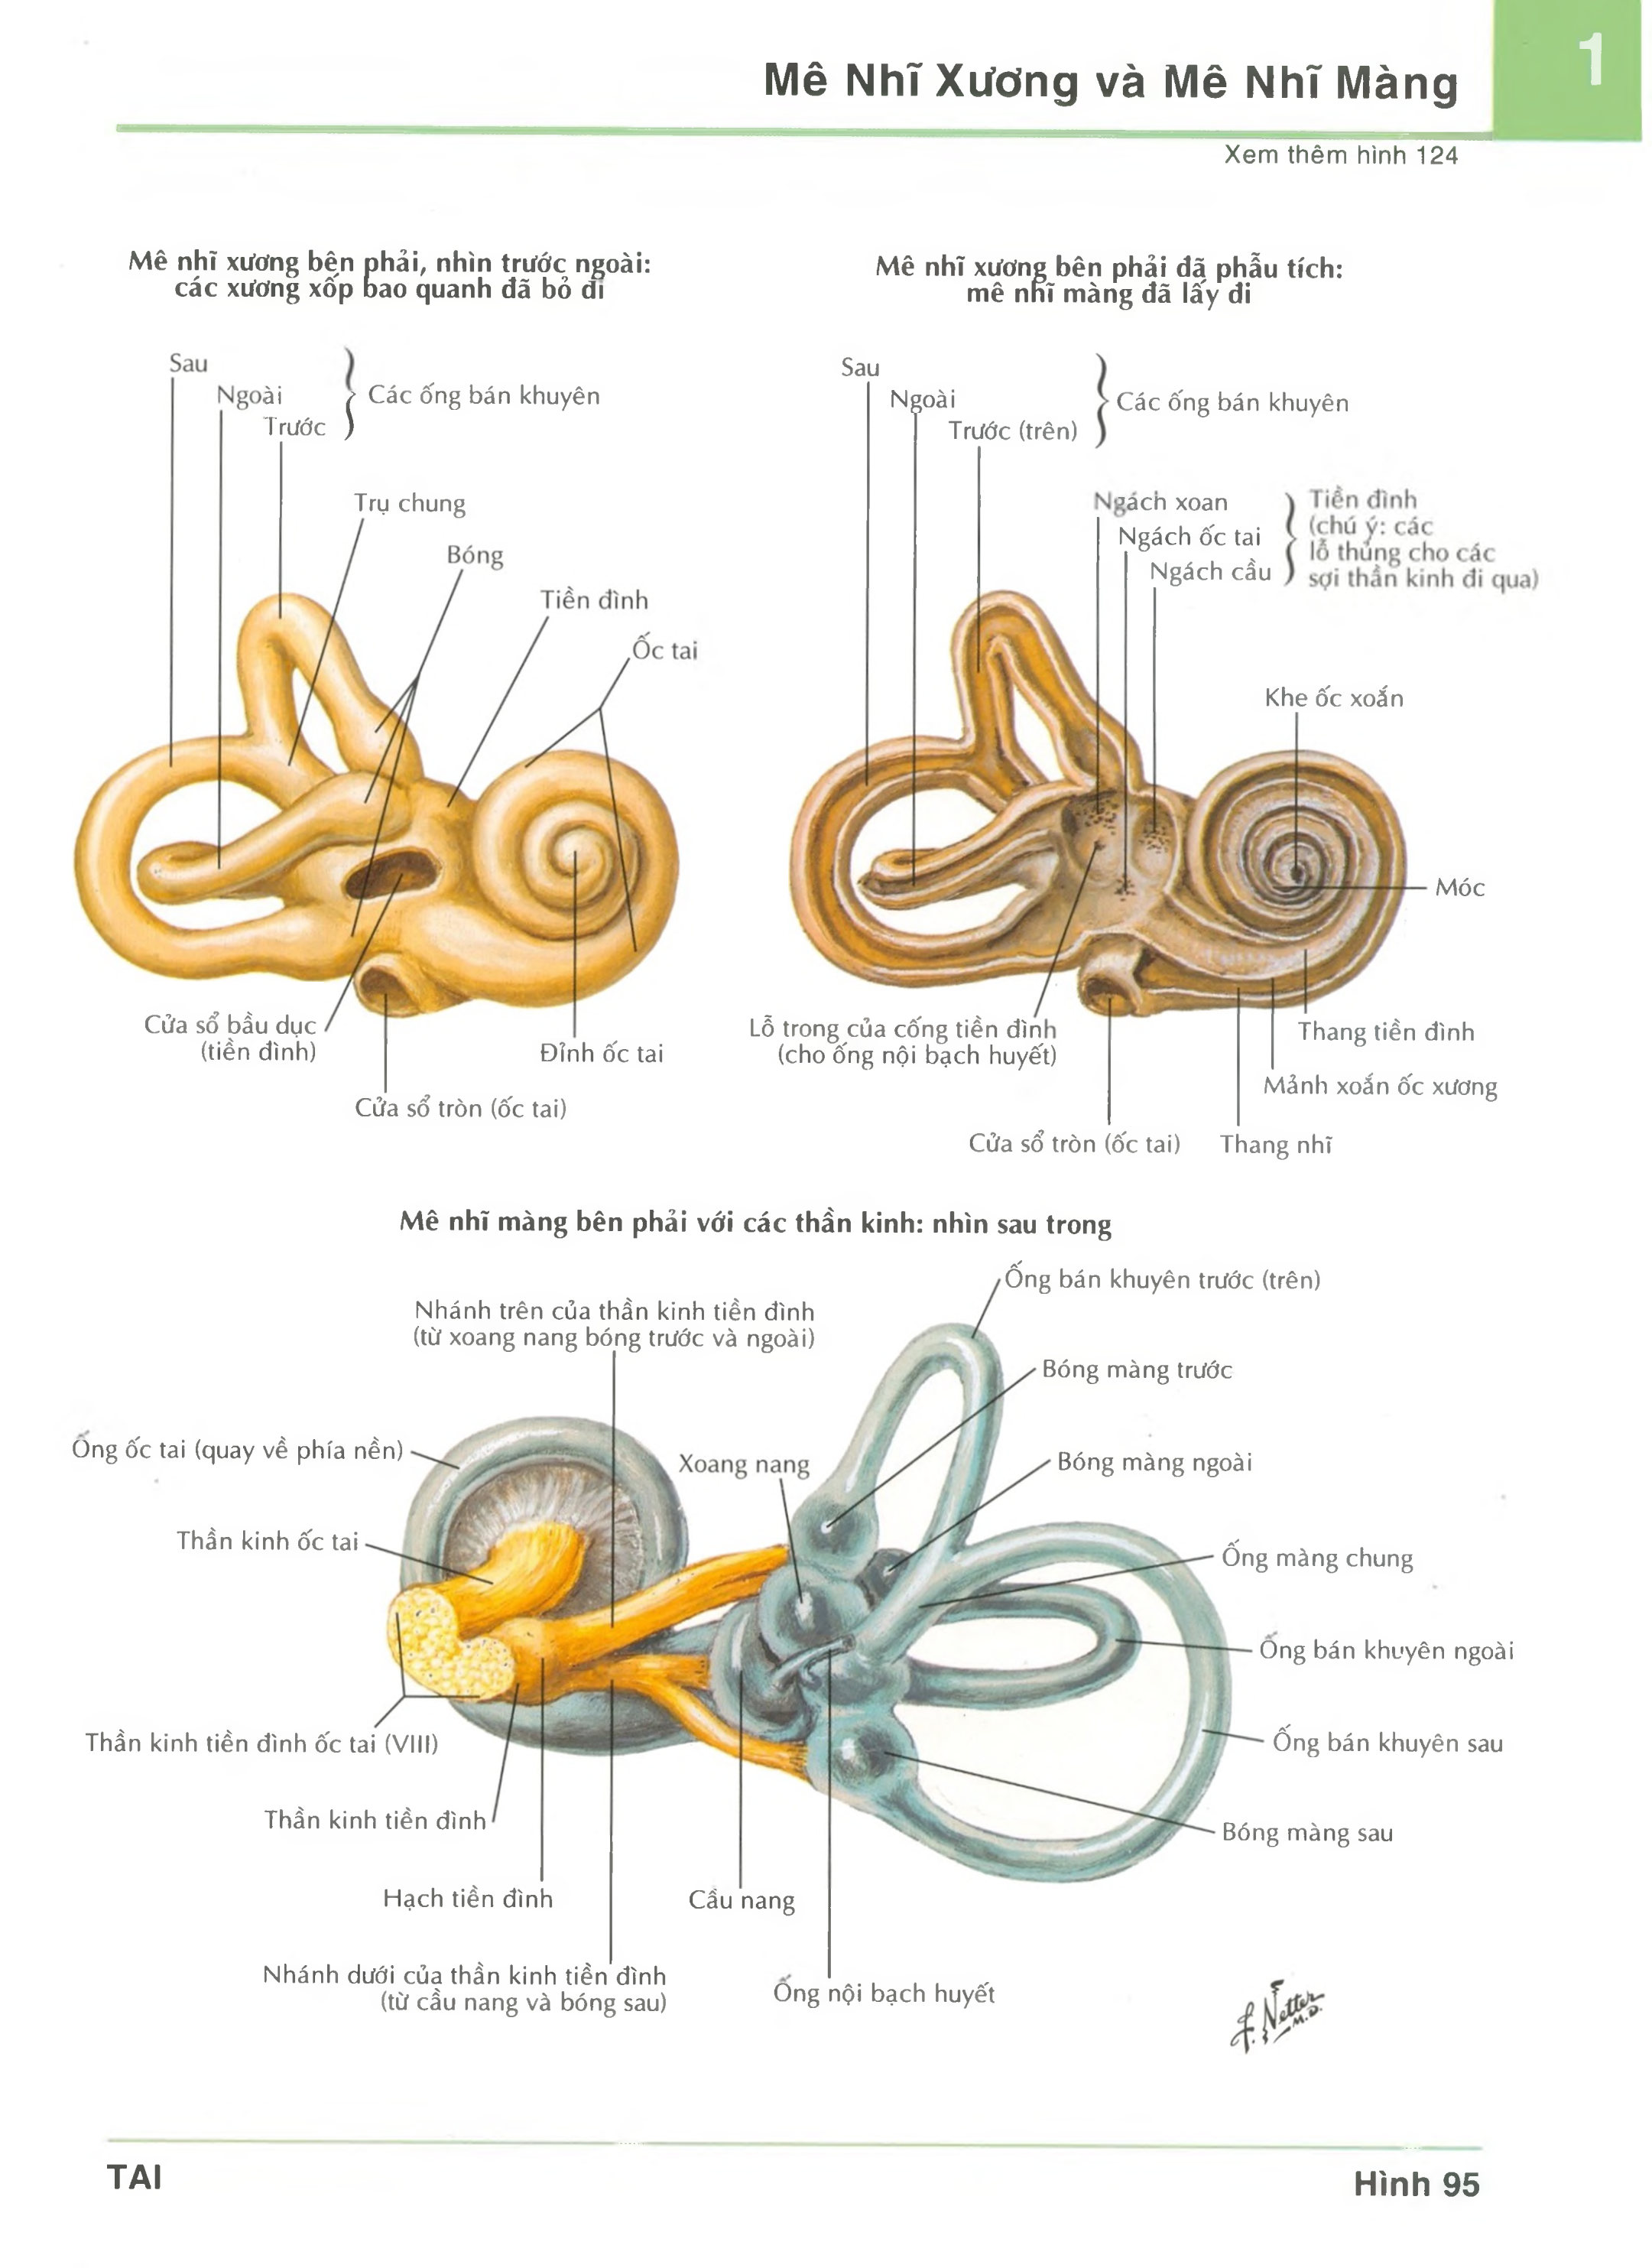 Mê Nhĩ Xương và Mê Nhĩ Màng
1
Xem thêm hình 124
Mê nhĩ xương bên phải, nhìn trước ngoài:
các xương xốp bao quanh đã bỏ đi
Sau
Ngoài
Trước
Các ống bán khuyên
Trụ chung
Bóng
Tiền đình
Ốc tai
Cửa sổ bầu dục
(tiền đình)
Đỉnh ốc tai
Cửa sổ tròn (ốc tai)
Mê nhĩ xương bên phải đã phẫu tích:
mê nhĩ màng đã lấy đi
Sau
Ngoài
Trước (trên)
Các ống bán khuyên
Ngách xoan
Ngách ốc tai
Ngách cầu
Tiền đình
(chú ý: các
lỗ thủng cho các
sợi thần kinh đi qua)
Khe ốc xoắn
Móc
Lỗ trong của cống tiền đình
(cho ống nội bạch huyết)
Thang tiền đình
Mảnh xoắn ốc xương
Cửa sổ tròn (ốc tai)
Thang nhĩ
Mê nhĩ màng bên phải với các thần kinh: nhìn sau trong
Ống bán khuyên trước (trên)
Nhánh trên của thần kinh tiền đình
(từ xoang nang bóng trước và ngoài)
Bóng màng trước
Ống ốc tai (quay về phía nền)
Xoang nang
Bóng màng ngoài
Thần kinh ốc tai
Ống màng chung
Ống bán khuyên ngoài
Thần kinh tiền đình ốc tai (VIII)
Ống bán khuyên sau
Thần kinh tiền đình
Bóng màng sau
Hạch tiền đình
Cầu nang
Nhánh dưới của thần kinh tiền đình
(từ cầu nang và bóng sau)
Ống nội bạch huyết
F. Netter
M.D.
TAI
Hình 95